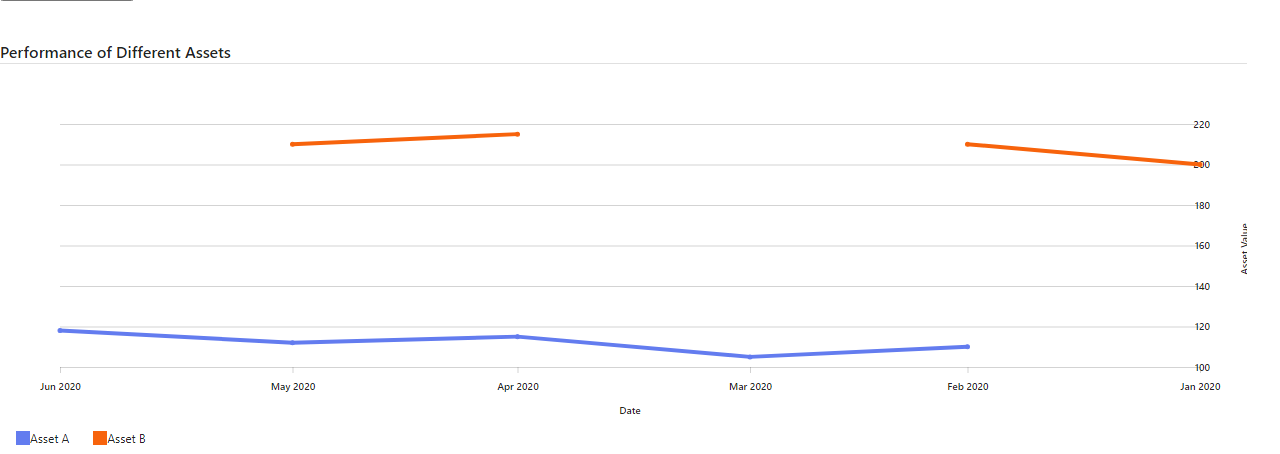 Performance of Different Assets
220
200
180
160
140
120
100
Asset Value
Jun 2020 May 2020 Apr 2020 Mar 2020 Feb 2020 Jan 2020
Date
Asset A Asset B